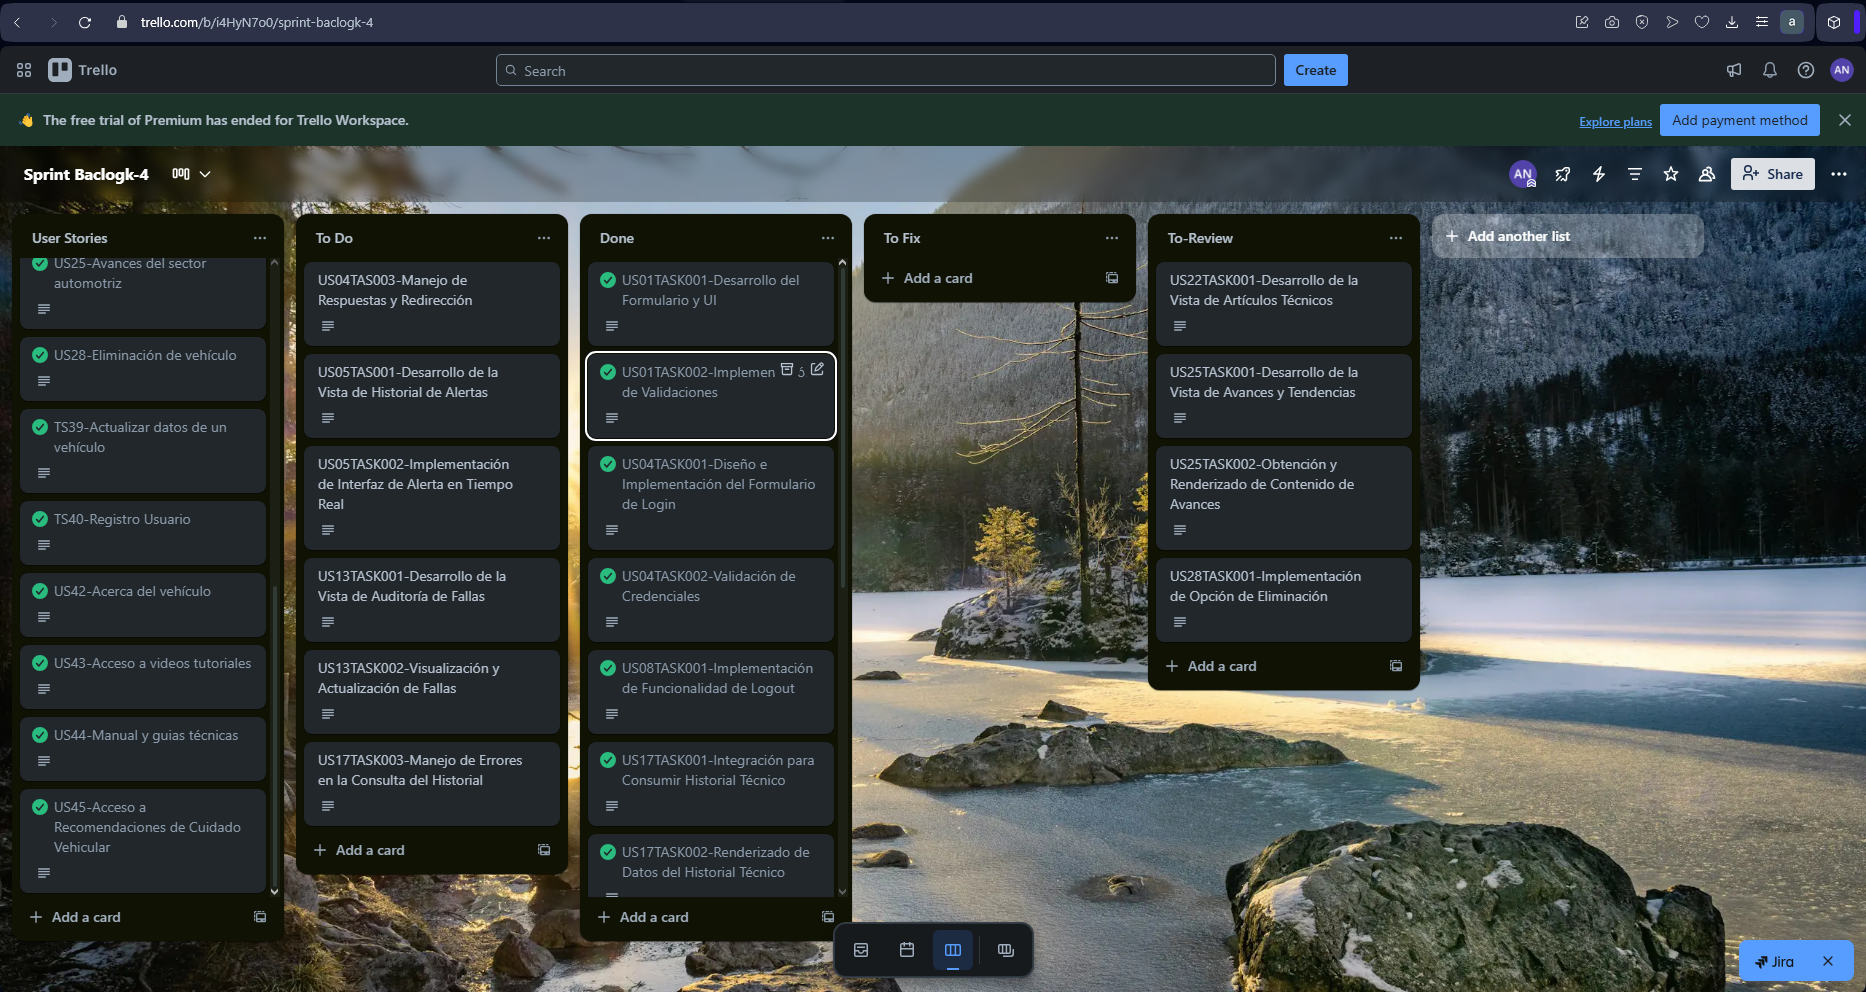 trello.com/b/i4HyN7o0/sprint-baclogk-4
a
Trello
Search
Create
AN
The free trial of Premium has ended for Trello Workspace.
Explore plans
Add payment method
Sprint Baclogk-4
AN
Share
User Stories
US25-Avances del sector
automotriz
US28-Eliminación de vehículo
TS39-Actualizar datos de un
vehículo
TS40-Registro Usuario
US42-Acerca del vehículo
US43-Acceso a videos tutoriales
US44-Manual y guias técnicas
US45-Acceso a
Recomendaciones de Cuidado
Vehicular
Add a card
To Do
US04TAS003-Manejo de
Respuestas y Redirección
US05TAS001-Desarrollo de la
Vista de Historial de Alertas
US05TASK002-Implementación
de Interfaz de Alerta en Tiempo
Real
US13TASK001-Desarrollo de la
Vista de Auditoría de Fallas
US13TASK002-Visualización y
Actualización de Fallas
US17TASK003-Manejo de Errores
en la Consulta del Historial
Add a card
Done
US01TASK001-Desarrollo del
Formulario y UI
US01TASK002-Implemen
de Validaciones
US04TASK001-Diseño e
Implementación del Formulario
de Login
US04TASK002-Validación de
Credenciales
US08TASK001-Implementación
de Funcionalidad de Logout
US17TASK001-Integración para
Consumir Historial Técnico
US17TASK002-Renderizado de
Datos del Historial Técnico
Add a card
To Fix
Add a card
To-Review
US22TASK001-Desarrollo de la
Vista de Artículos Técnicos
US25TASK001-Desarrollo de la
Vista de Avances y Tendencias
US25TASK002-Obtención y
Renderizado de Contenido de
Avances
US28TASK001-Implementación
de Opción de Eliminación
Add a card
Add another list
Jira